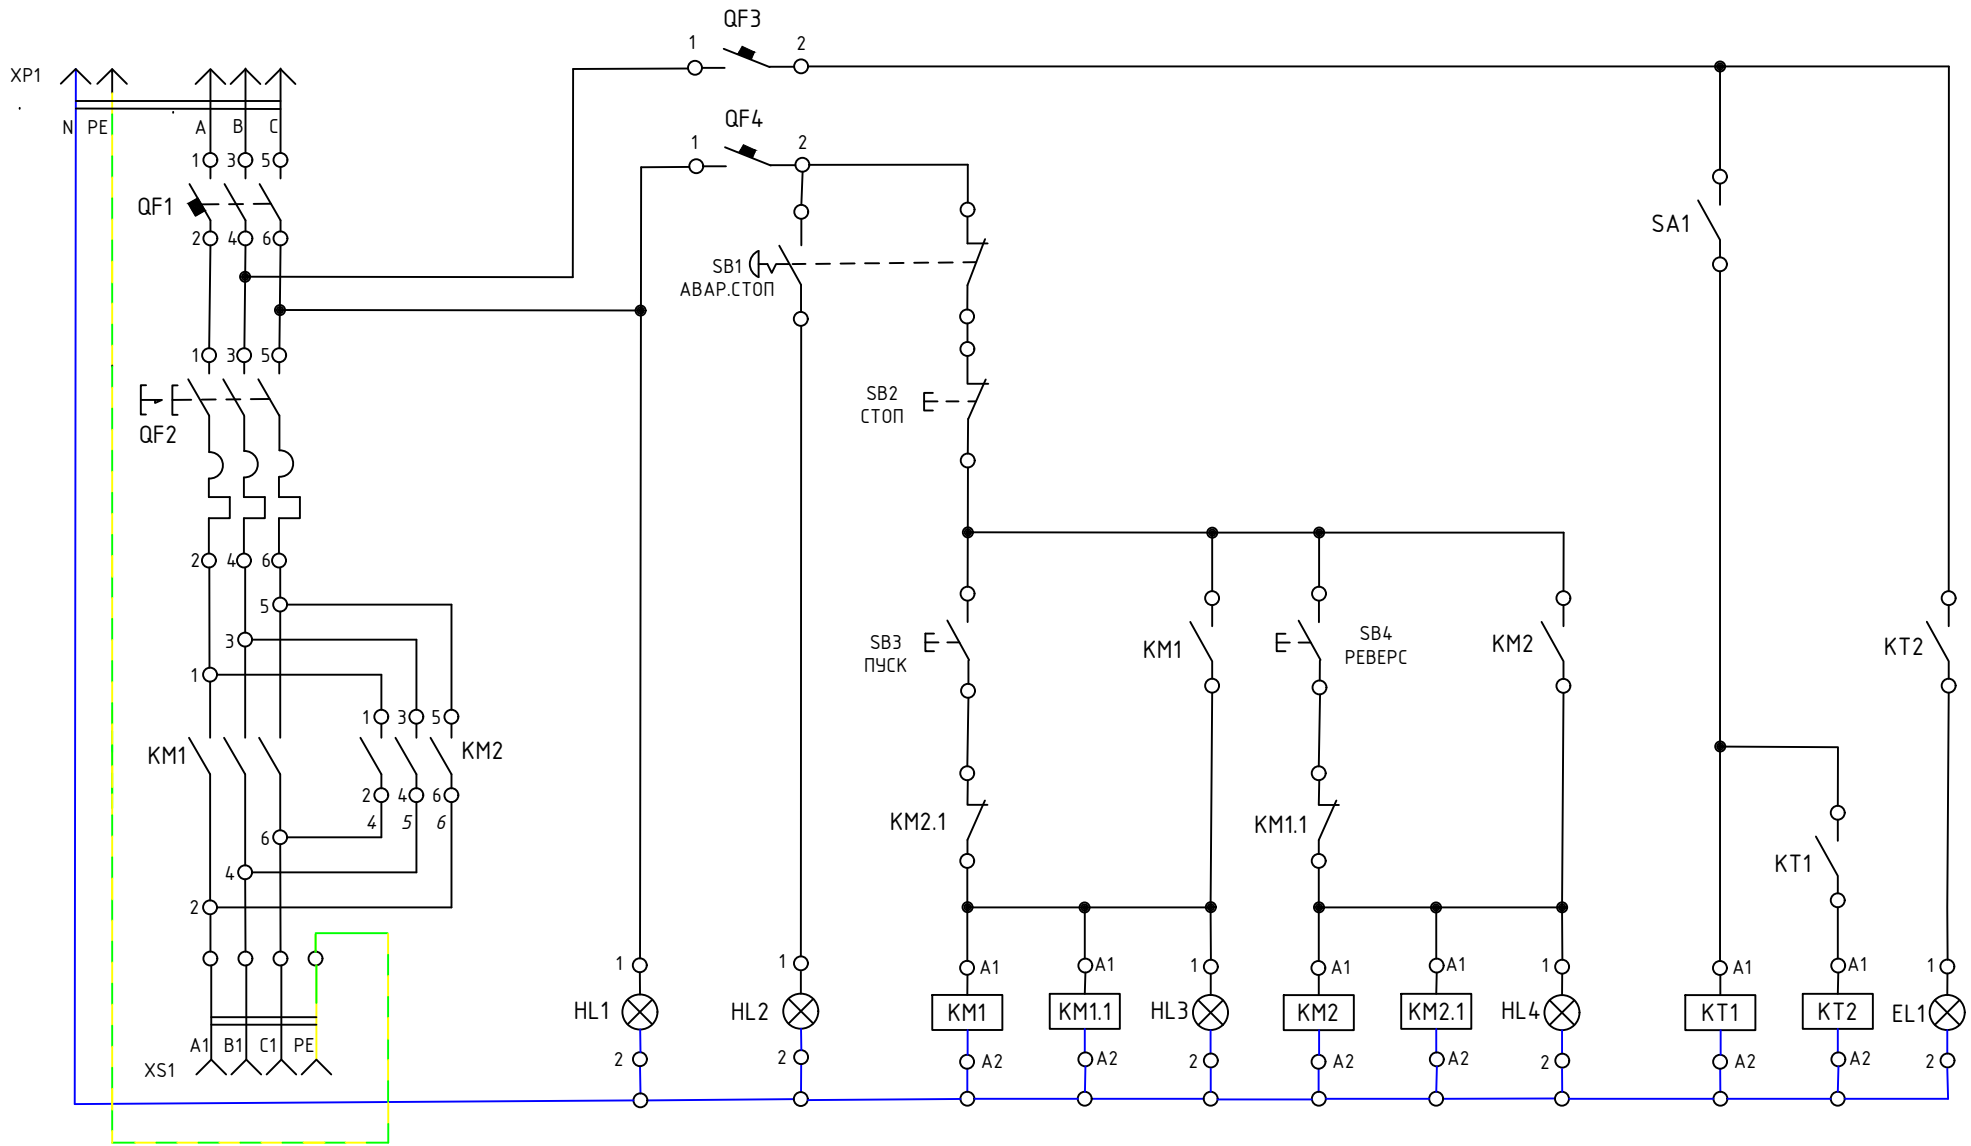 QF3
1 2
XP1
QF4
N PE A B C
1 2
1 3 5
QF1
SA1
2 4 6
SB1
АВАР.СТОП
1 3 5
SB2
СТОП
QF2
2 4 6
5
3
SB3
ПУСК
KM1
SB4
РЕВЕРС
KM2
KT2
1
1 3 5
KM1
KM2
2 4 6
4 5 6
KM2.1
KM1.1
6
KT1
4
2
1
1
A1
A1
1
A1
A1
1
A1
A1
1
HL1
HL2
KM1
KM1.1
HL3
KM2
KM2.1
HL4
KT1
KT2
EL1
A1 B1 C1 PE
2
2
A2
A2
2
A2
A2
2
A2
A2
2
XS1